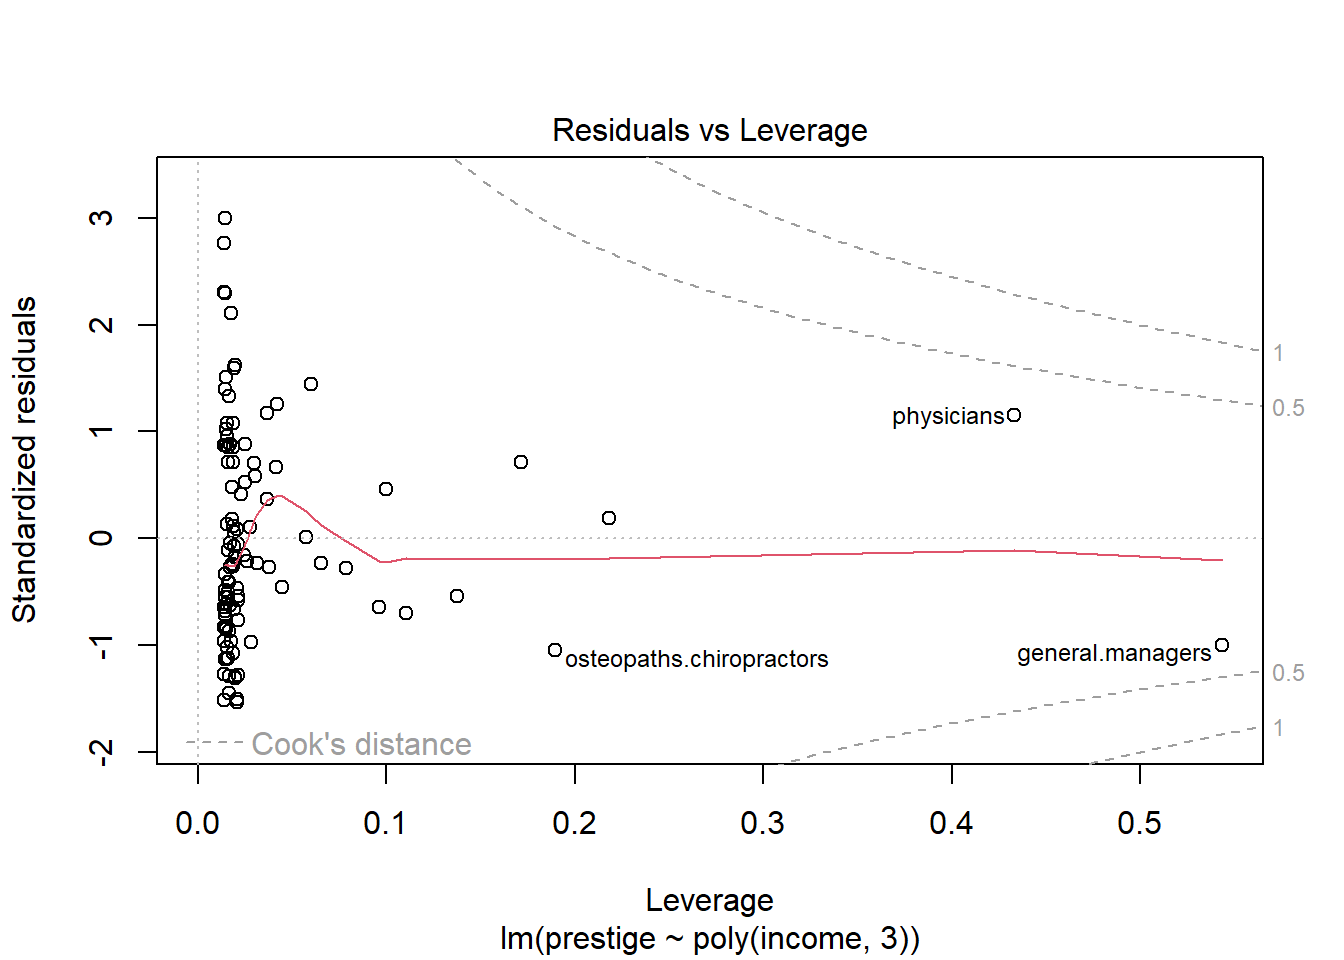 Residuals vs Leverage
Standardized residuals
3
2
1
0
-1
-2
1
0.5
physicians
osteopaths.chiropractors
general.managers
0.5
1
Cook's distance
0.0 0.1 0.2 0.3 0.4 0.5
Leverage
lm(prestige ~ poly(income, 3))